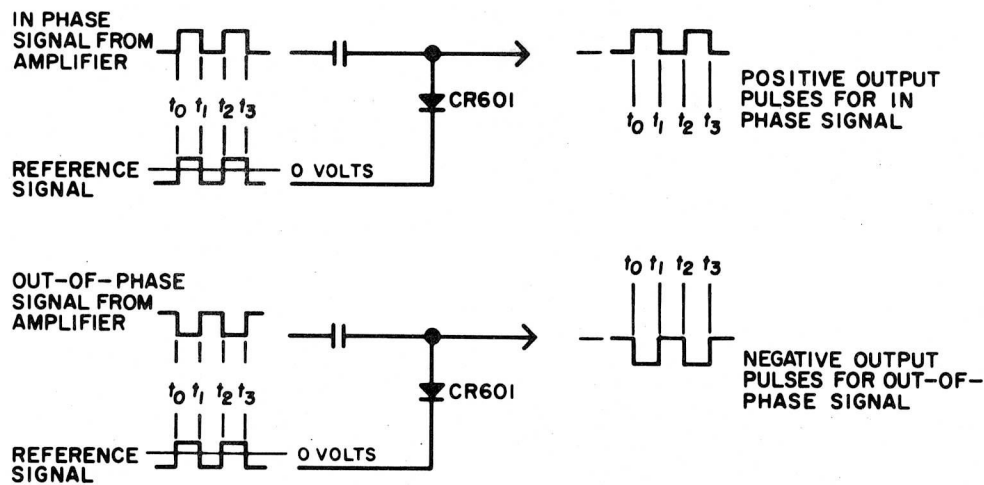 IN PHASE
SIGNAL FROM
AMPLIFIER
t0 t1 t2 t3
REFERENCE
SIGNAL
0 VOLTS
CR601
t0 t1 t2 t3
POSITIVE OUTPUT
PULSES FOR IN
PHASE SIGNAL
OUT-OF-PHASE
SIGNAL FROM
AMPLIFIER
t0 t1 t2 t3
REFERENCE
SIGNAL
0 VOLTS
CR601
t0 t1 t2 t3
NEGATIVE OUTPUT
PULSES FOR OUT-OF-
PHASE SIGNAL